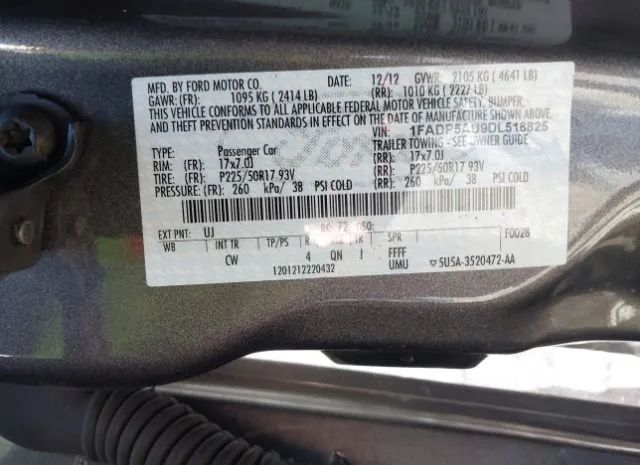 MFD. BY FORD MOTOR CO. DATE: 12/12 GVWR: 2105 KG ( 4641 LB)
GAWR: (FR): 1095 KG ( 2414 LB) (RR): 1010 KG ( 2227 LB)
THIS VEHICLE CONFORMS TO ALL APPLICABLE FEDERAL MOTOR VEHICLE SAFETY, BUMPER,
AND THEFT PREVENTION STANDARDS IN EFFECT ON THE DATE OF MANUFACTURE SHOWN ABOVE.
VIN: 1FADP5AU9DL518825
TYPE: Passenger Car TRAILER TOWING - SEE OWNER GUIDE
RIM: (FR) 17x7.0J (RR): 17x7.0J
TIRE: (FR) P225/50R17 93V (RR): P225/50R17 93V
PRESSURE: (FR) 260 kPa/ 38 PSI COLD (RR): 260 kPa/ 38 PSI COLD
EXT PNT: UJ RC: 72 DSO: F0028
WB INT TR TP/PS R AXLE TR SPR
CW 4 QN J FFFF
1201212220432 UMU 5U5A-3520472-AA